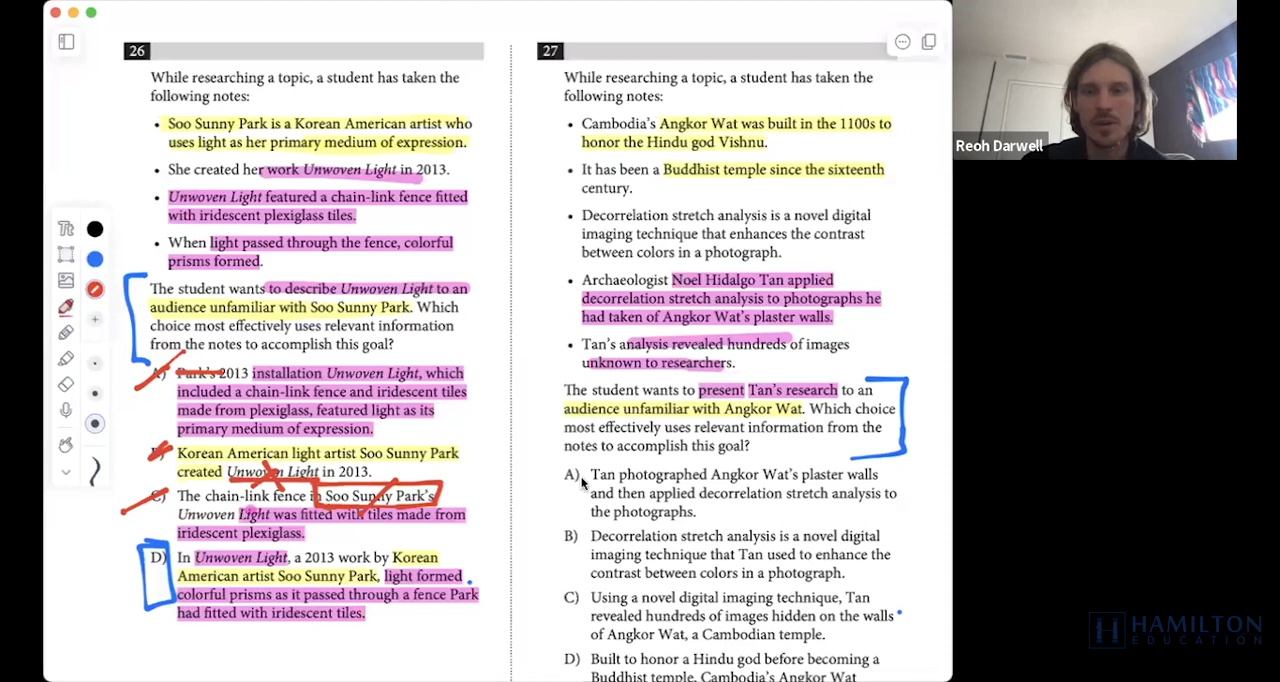 26
While researching a topic, a student has taken the
following notes:
• Soo Sunny Park is a Korean American artist who
uses light as her primary medium of expression.
• She created her work Unwoven Light in 2013.
• Unwoven Light featured a chain-link fence fitted
with iridescent plexiglass tiles.
• When light passed through the fence, colorful
prisms formed.
The student wants to describe Unwoven Light to an
audience unfamiliar with Soo Sunny Park. Which
choice most effectively uses relevant information
from the notes to accomplish this goal?
A) Park's 2013 installation Unwoven Light, which
included a chain-link fence and iridescent tiles
made from plexiglass, featured light as its
primary medium of expression.
B) Korean American light artist Soo Sunny Park
created Unwoven Light in 2013.
C) The chain-link fence in Soo Sunny Park's
Unwoven Light was fitted with tiles made from
iridescent plexiglass.
D) In Unwoven Light, a 2013 work by Korean
American artist Soo Sunny Park, light formed
colorful prisms as it passed through a fence Park
had fitted with iridescent tiles.
27
While researching a topic, a student has taken the
following notes:
• Cambodia's Angkor Wat was built in the 1100s to
honor the Hindu god Vishnu.
• It has been a Buddhist temple since the sixteenth
century.
• Decorrelation stretch analysis is a novel digital
imaging technique that enhances the contrast
between colors in a photograph.
• Archaeologist Noel Hidalgo Tan applied
decorrelation stretch analysis to photographs he
had taken of Angkor Wat's plaster walls.
• Tan's analysis revealed hundreds of images
unknown to researchers.
The student wants to present Tan's research to an
audience unfamiliar with Angkor Wat. Which choice
most effectively uses relevant information from the
notes to accomplish this goal?
A) Tan photographed Angkor Wat's plaster walls
and then applied decorrelation stretch analysis to
the photographs.
B) Decorrelation stretch analysis is a novel digital
imaging technique that Tan used to enhance the
contrast between colors in a photograph.
C) Using a novel digital imaging technique, Tan
revealed hundreds of images hidden on the walls
of Angkor Wat, a Cambodian temple.
D) Built to honor a Hindu god before becoming a
Buddhist temple, Cambodia's Angkor Wat
Tt
Reoh Darwell
HAMILTON
EDUCATION